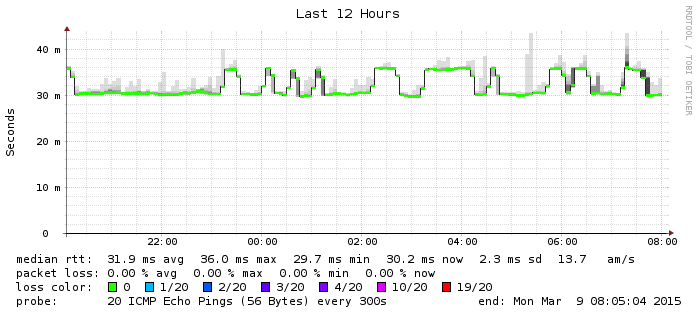 Last 12 Hours
RRDTOOL / TOBI OETIKER
Seconds
40 m
30 m
20 m
10 m
0
22:00 00:00 02:00 04:00 06:00 08:00
median rtt: 31.9 ms avg 36.0 ms max 29.7 ms min 30.2 ms now 2.3 ms sd 13.7 am/s
packet loss: 0.00 % avg 0.00 % max 0.00 % min 0.00 % now
loss color: 0 1/20 2/20 3/20 4/20 10/20 19/20
probe: 20 ICMP Echo Pings (56 Bytes) every 300s end: Mon Mar 9 08:05:04 2015